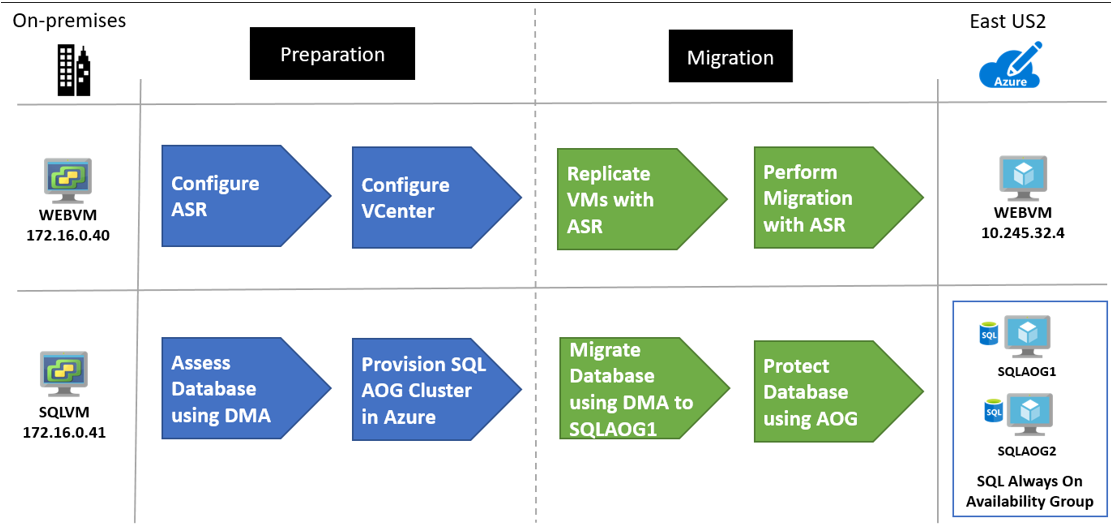 On-premises
Preparation
Migration
East US2
Azure
WEBVM
172.16.0.40
Configure
ASR
Configure
VCenter
Replicate
VMs with
ASR
Perform
Migration
with ASR
WEBVM
10.245.32.4
SQLVM
172.16.0.41
Assess
Database
using DMA
Provision SQL
AOG Cluster
in Azure
Migrate
Database
using DMA to
SQLAOG1
Protect
Database
using AOG
SQL
SQLAOG1
SQL
SQLAOG2
SQL Always On
Availability Group